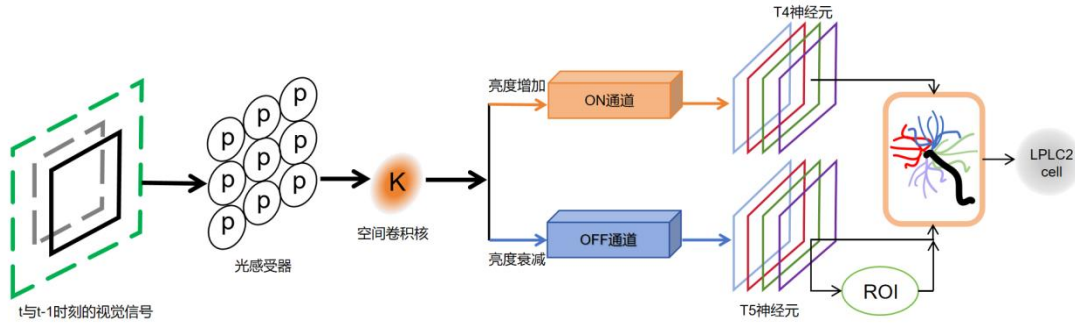 t与t-1时刻的视觉信号
p
p
p
p
p
p
p
p
p
光感受器
K
空间卷积核
亮度增加
ON通道
T4神经元
亮度衰减
OFF通道
T5神经元
ROI
LPLC2
cell